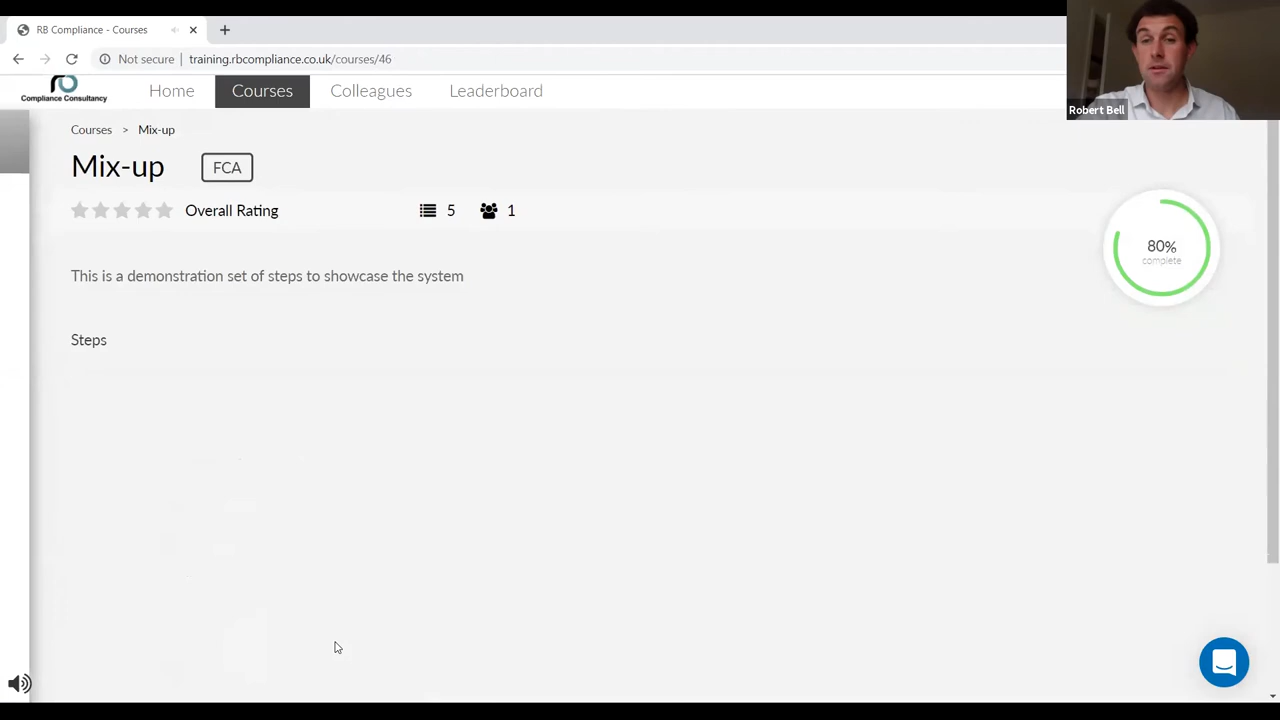 RB Compliance - Courses
Not secure | training.rbcompliance.co.uk/courses/46
Robert Bell
Compliance Consultancy
Home Courses Colleagues Leaderboard
Courses > Mix-up
Mix-up FCA
Overall Rating 5 1
80%
complete
This is a demonstration set of steps to showcase the system
Steps